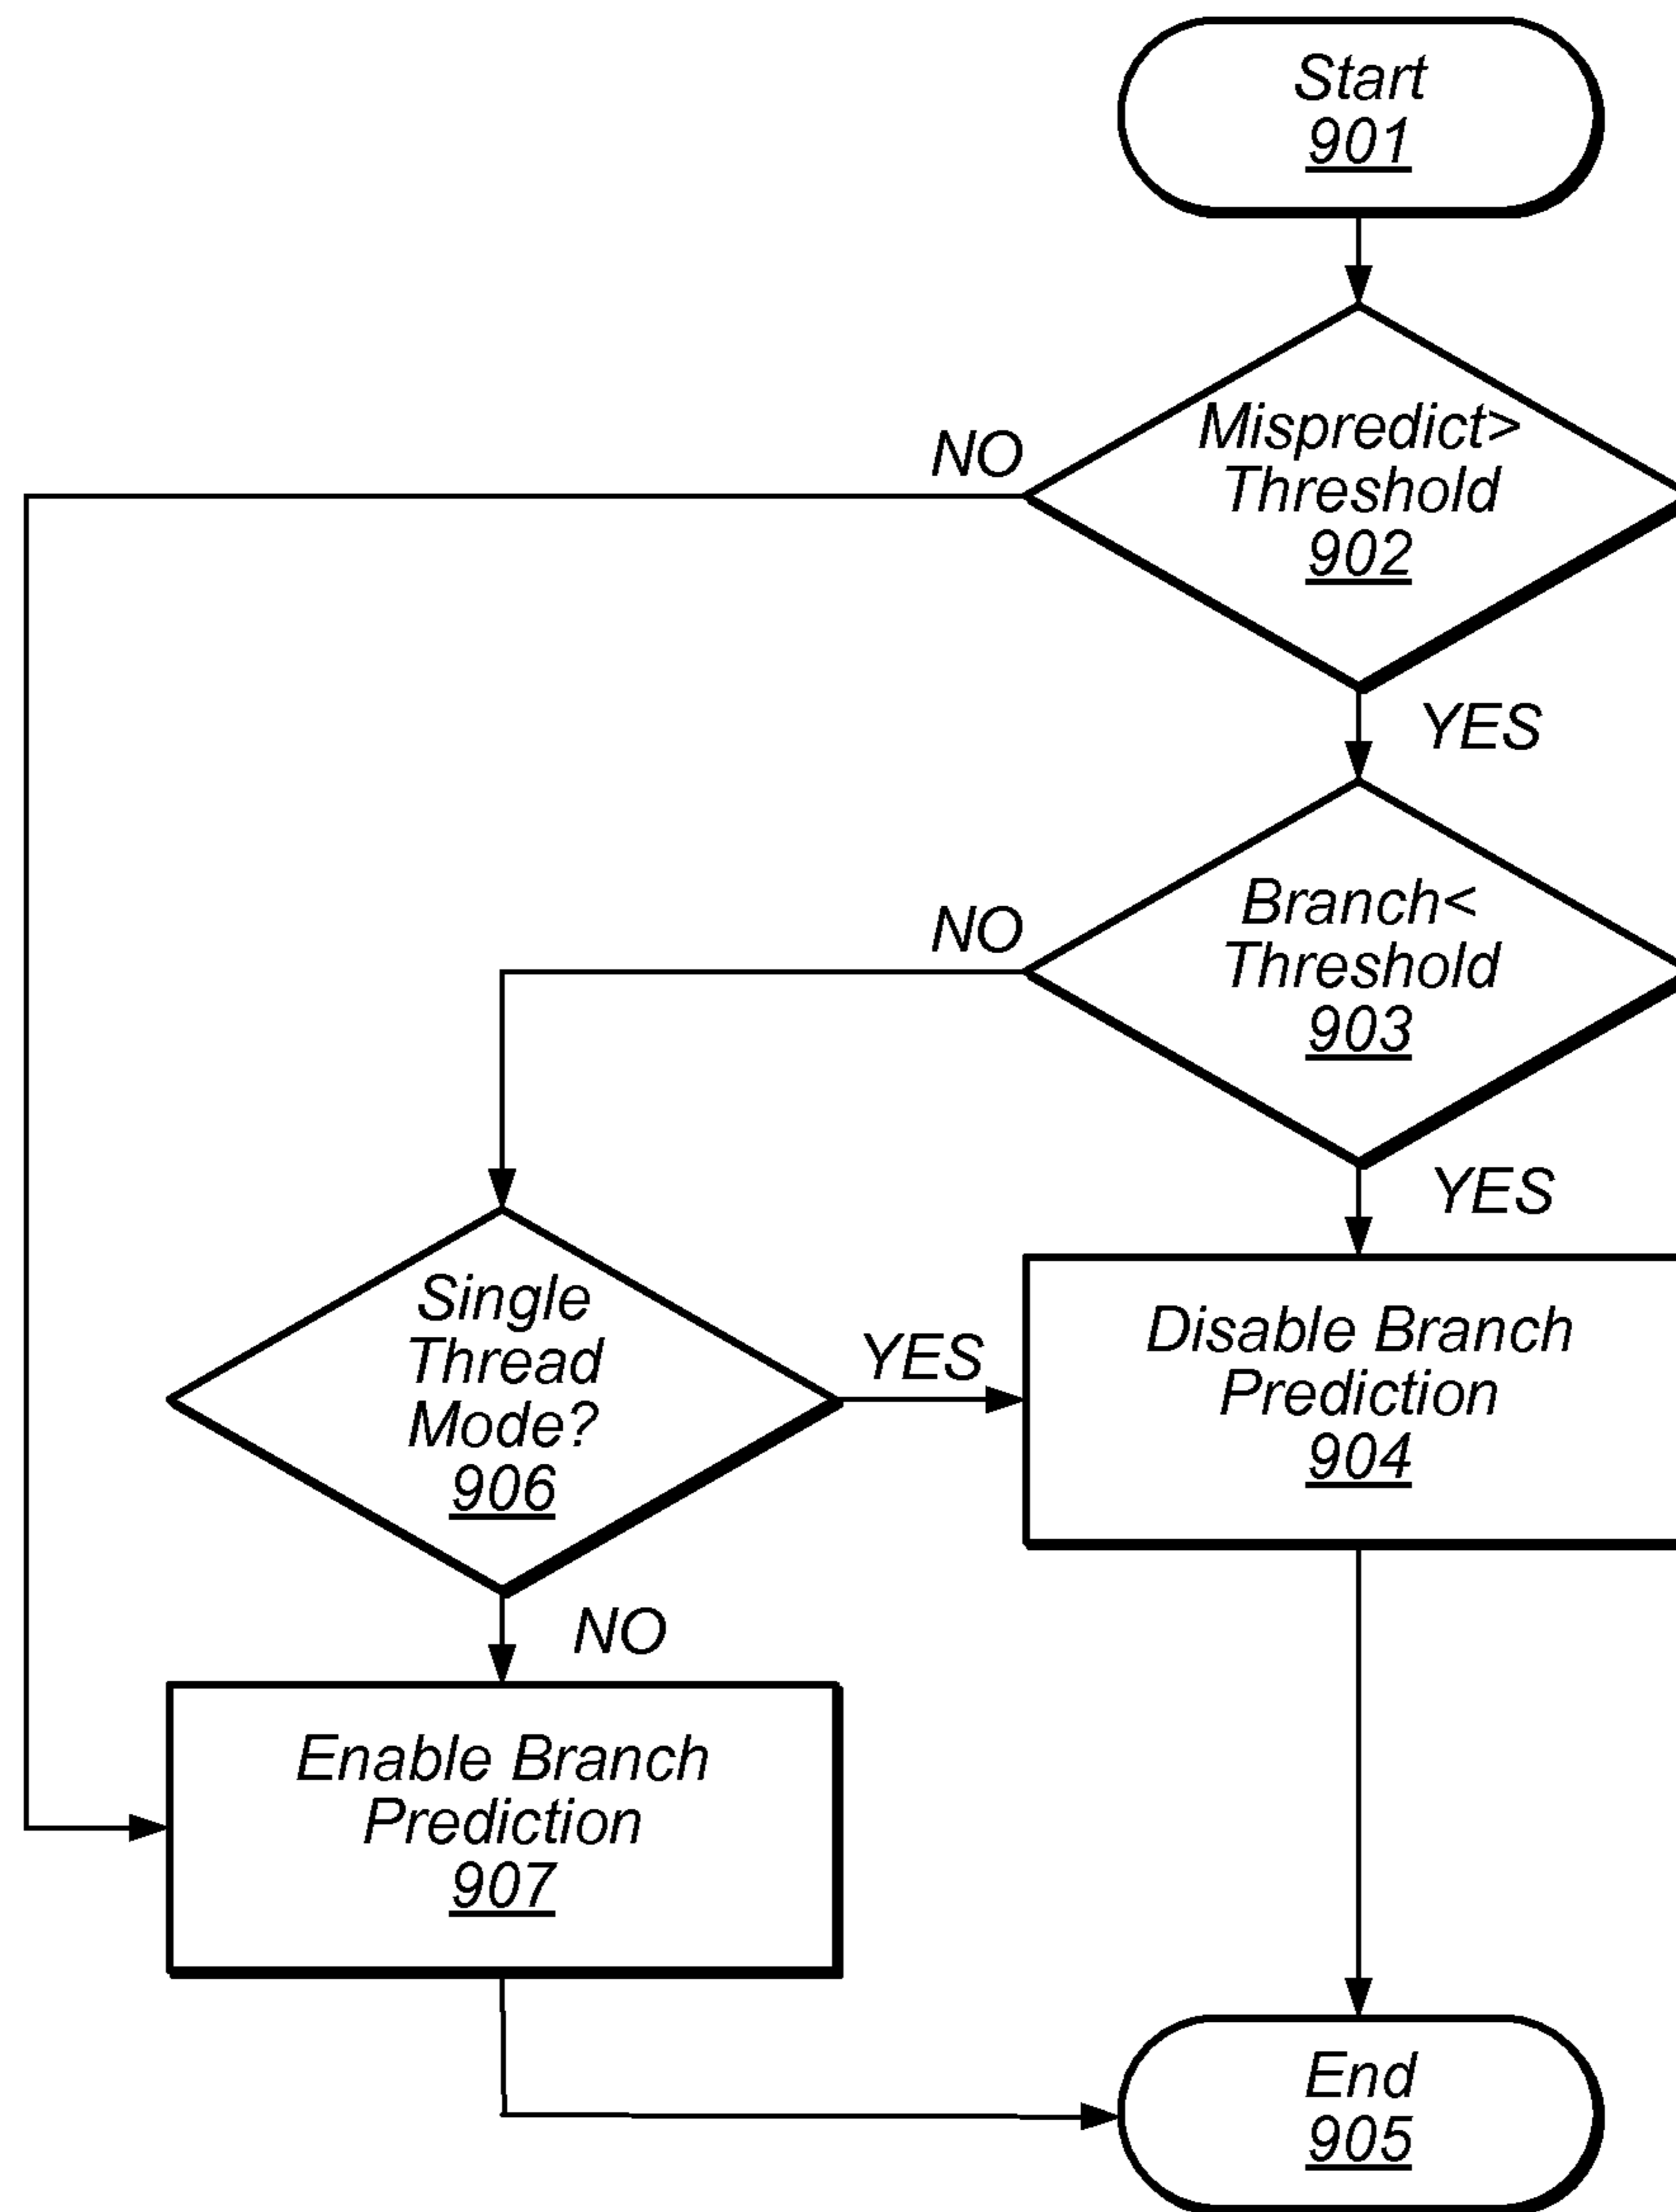 Start
901
Mispredict>
Threshold
902
NO
YES
Branch<
Threshold
903
NO
YES
Single
Thread
Mode?
906
YES
Disable Branch
Prediction
904
NO
Enable Branch
Prediction
907
End
905